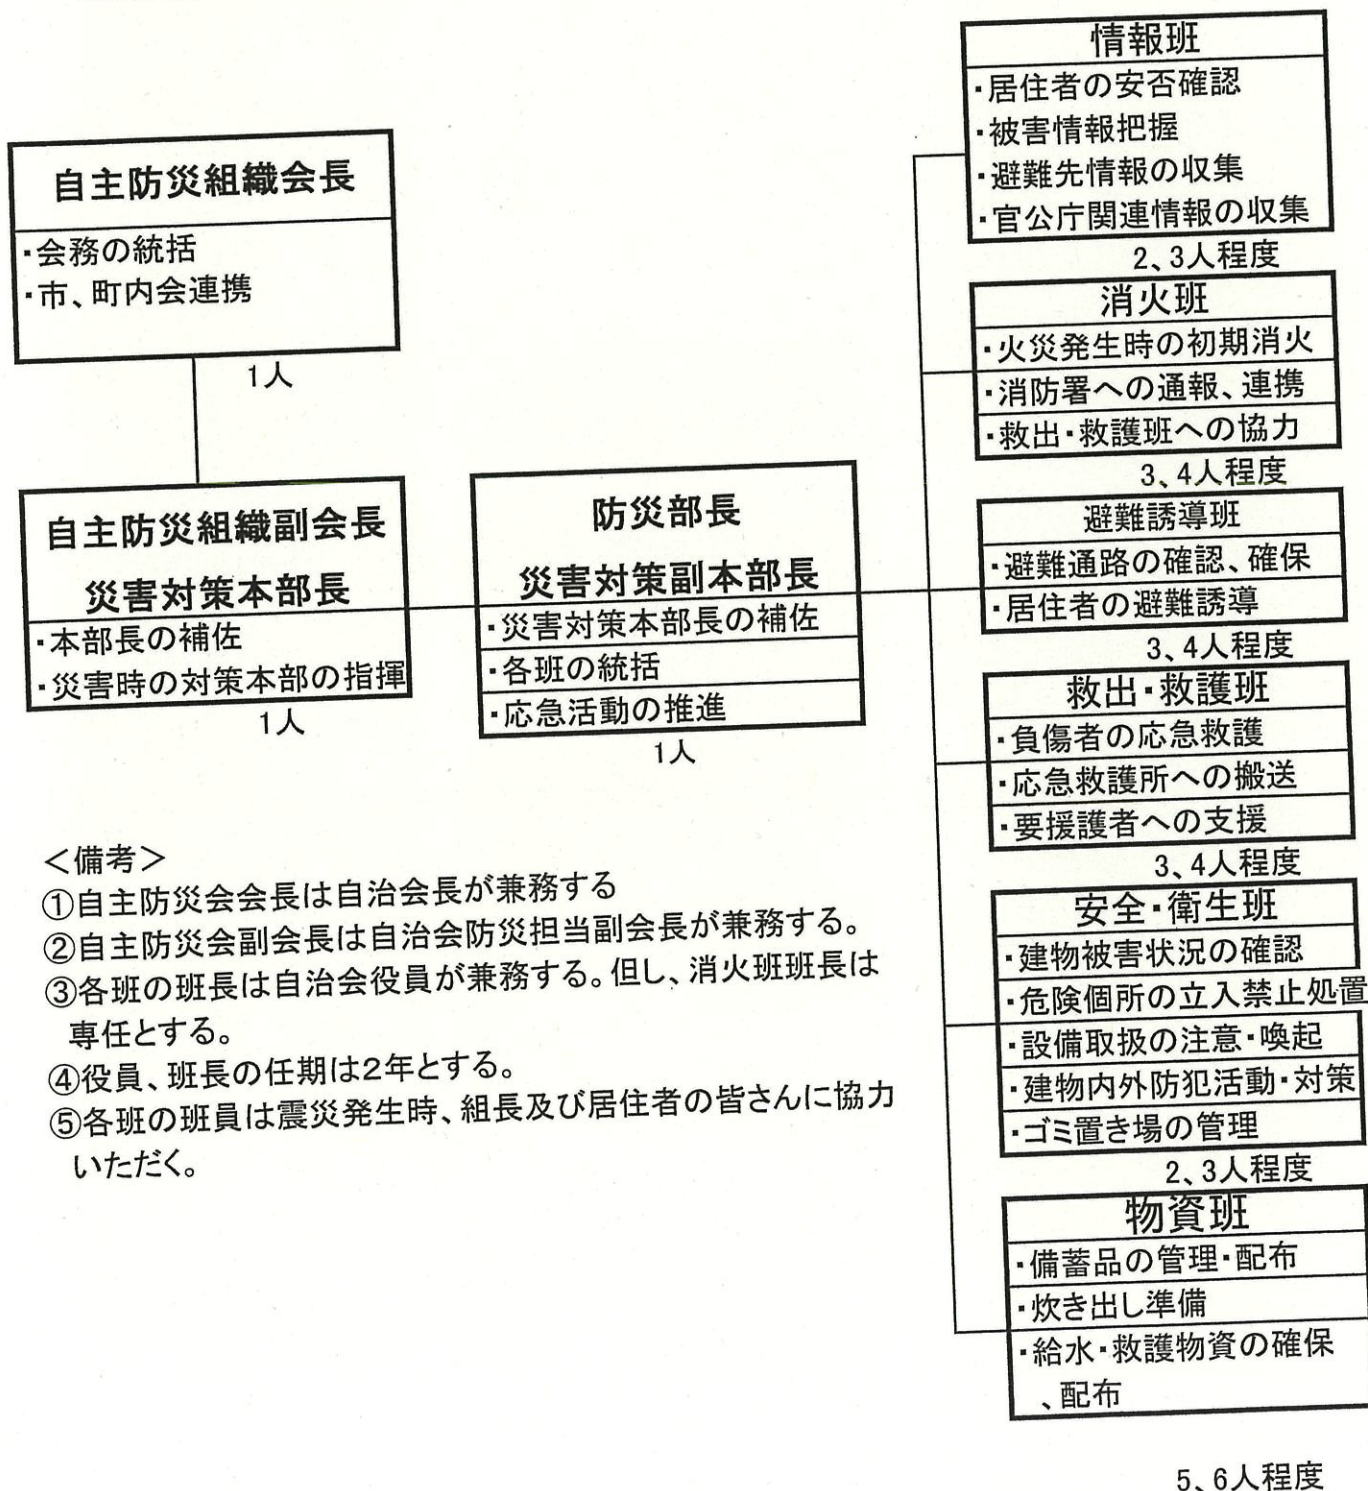 自主防災組織会長
・会務の統括
・市、町内会連携
1人
自主防災組織副会長
災害対策本部長
・本部長の補佐
・災害時の対策本部の指揮
1人
防災部長
災害対策副本部長
・災害対策本部長の補佐
・各班の統括
・応急活動の推進
1人
情報班
・居住者の安否確認
・被害情報把握
・避難先情報の収集
・官公庁関連情報の収集
2、3人程度
消火班
・火災発生時の初期消火
・消防署への通報、連携
・救出・救護班への協力
3、4人程度
避難誘導班
・避難通路の確認、確保
・居住者の避難誘導
3、4人程度
救出・救護班
・負傷者の応急救護
・応急救護所への搬送
・要援護者への支援
3、4人程度
安全・衛生班
・建物被害状況の確認
・危険個所の立入禁止処置
・設備取扱の注意・喚起
・建物内外防犯活動・対策
・ゴミ置き場の管理
2、3人程度
物資班
・備蓄品の管理・配布
・炊き出し準備
・給水・救護物資の確保
、配布
5、6人程度
＜備考＞
①自主防災会会長は自治会長が兼務する
②自主防災会副会長は自治会防災担当副会長が兼務する。
③各班の班長は自治会役員が兼務する。但し、消火班班長は
専任とする。
④役員、班長の任期は2年とする。
⑤各班の班員は震災発生時、組長及び居住者の皆さんに協力
いただく。